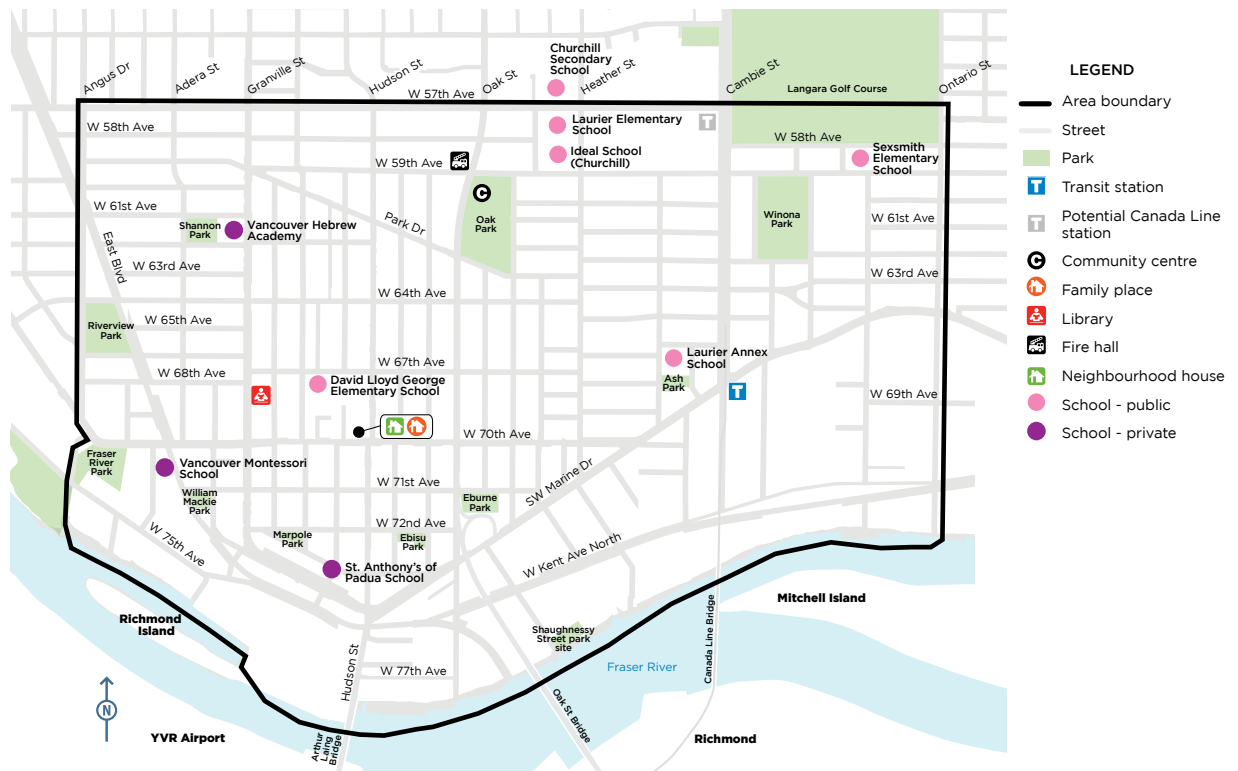 Churchill
Secondary
School
Angus Dr
Adera St
Granville St
Hudson St
Oak St
Heather St
Cambie St
Ontario St
W 57th Ave
Langara Golf Course
W 58th Ave
Laurier Elementary
School
T
W 58th Ave
Ideal School
(Churchill)
Sexsmith
Elementary
School
W 59th Ave
C
W 61st Ave
Shannon
Park
Vancouver Hebrew
Academy
Park Dr
Oak
Park
Winona
Park
W 61st Ave
East Blvd
W 63rd Ave
W 63rd Ave
W 64th Ave
Riverview
Park
W 65th Ave
W 67th Ave
Laurier Annex
School
W 68th Ave
David Lloyd George
Elementary School
Ash
Park
T
W 69th Ave
W 70th Ave
Fraser
River
Park
Vancouver Montessori
School
William
Mackie
Park
W 71st Ave
SW Marine Dr
Eburne
Park
W 72nd Ave
W 75th Ave
Marpole
Park
Ebisu
Park
W Kent Ave North
St. Anthony's of
Padua School
Richmond
Island
Mitchell Island
Shaughnessy
Street park
site
Canada Line Bridge
Fraser River
Hudson St
W 77th Ave
Oak St Bridge
N
YVR Airport
Arthur
Laing
Bridge
Richmond
LEGEND
Area boundary
Street
Park
T
Transit station
T
Potential Canada Line
station
C
Community centre
Family place
Library
Fire hall
Neighbourhood house
School - public
School - private